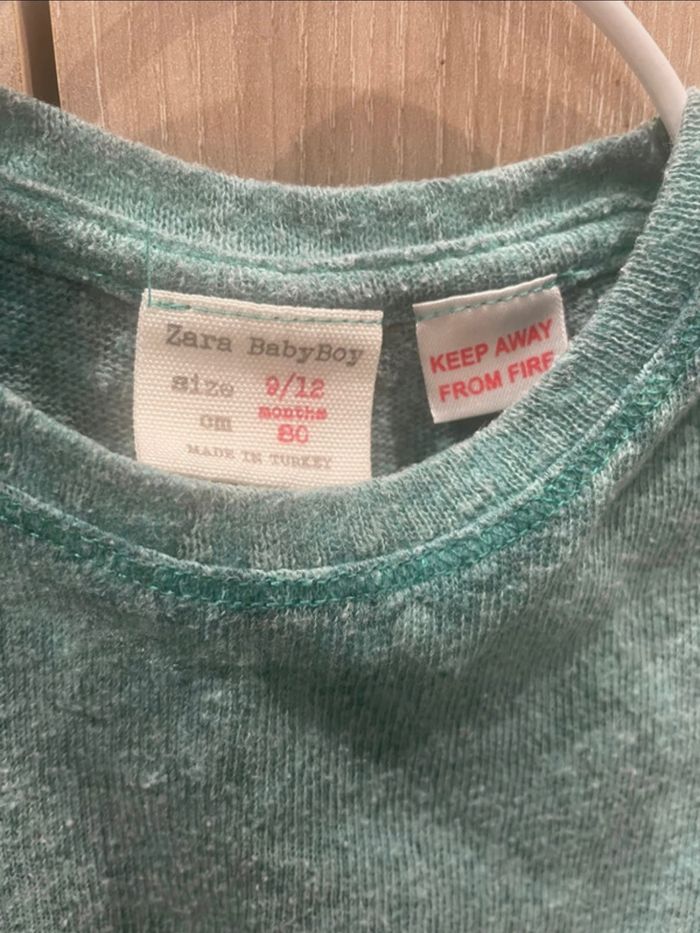 Zara BabyBoy
size 9/12
months
cm 80
MADE IN TURKEY
KEEP AWAY
FROM FIRE